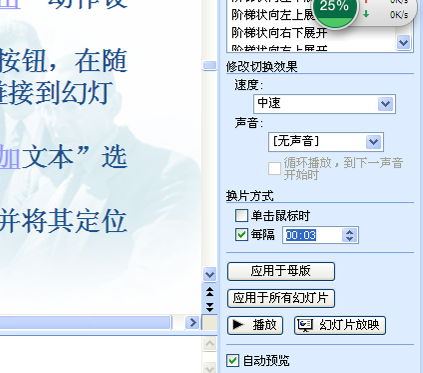 动作设
按钮，在随
链接到幻灯
加文本”选
并将其定位
25%
0K/s
0K/s
阶梯状向左上展
阶梯状向右下展开
阶梯状向右上展开
修改切换效果
速度:
中速
声音:
[无声音]
循环播放，到下一声音
开始时
换片方式
单击鼠标时
每隔 00:03
应用于母版
应用于所有幻灯片
播放 幻灯片放映
自动预览